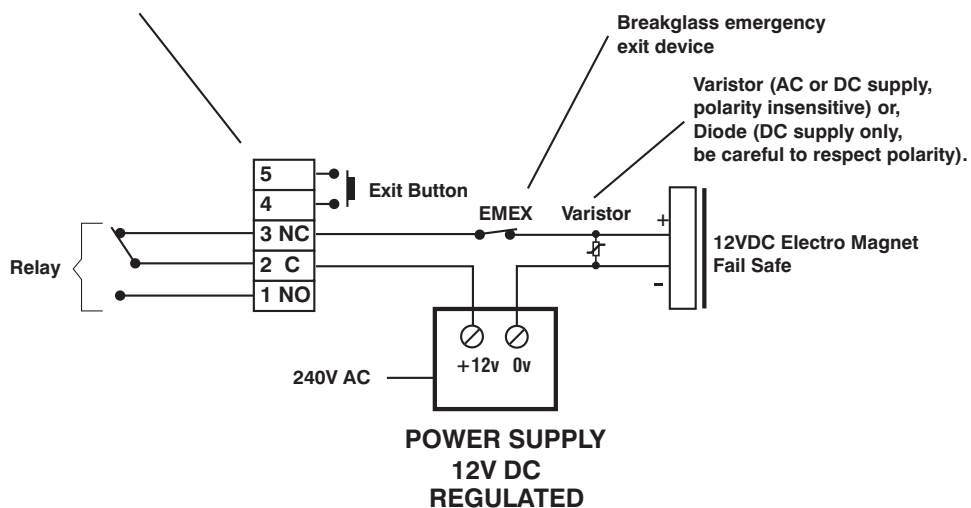 Breakglass emergency
exit device
Varistor (AC or DC supply,
polarity insensitive) or,
Diode (DC supply only,
be careful to respect polarity).
5
4
Exit Button
3 NC
2 C
1 NO
Relay
EMEX
Varistor
+
-
12VDC Electro Magnet
Fail Safe
+12v 0v
240V AC
POWER SUPPLY
12V DC
REGULATED